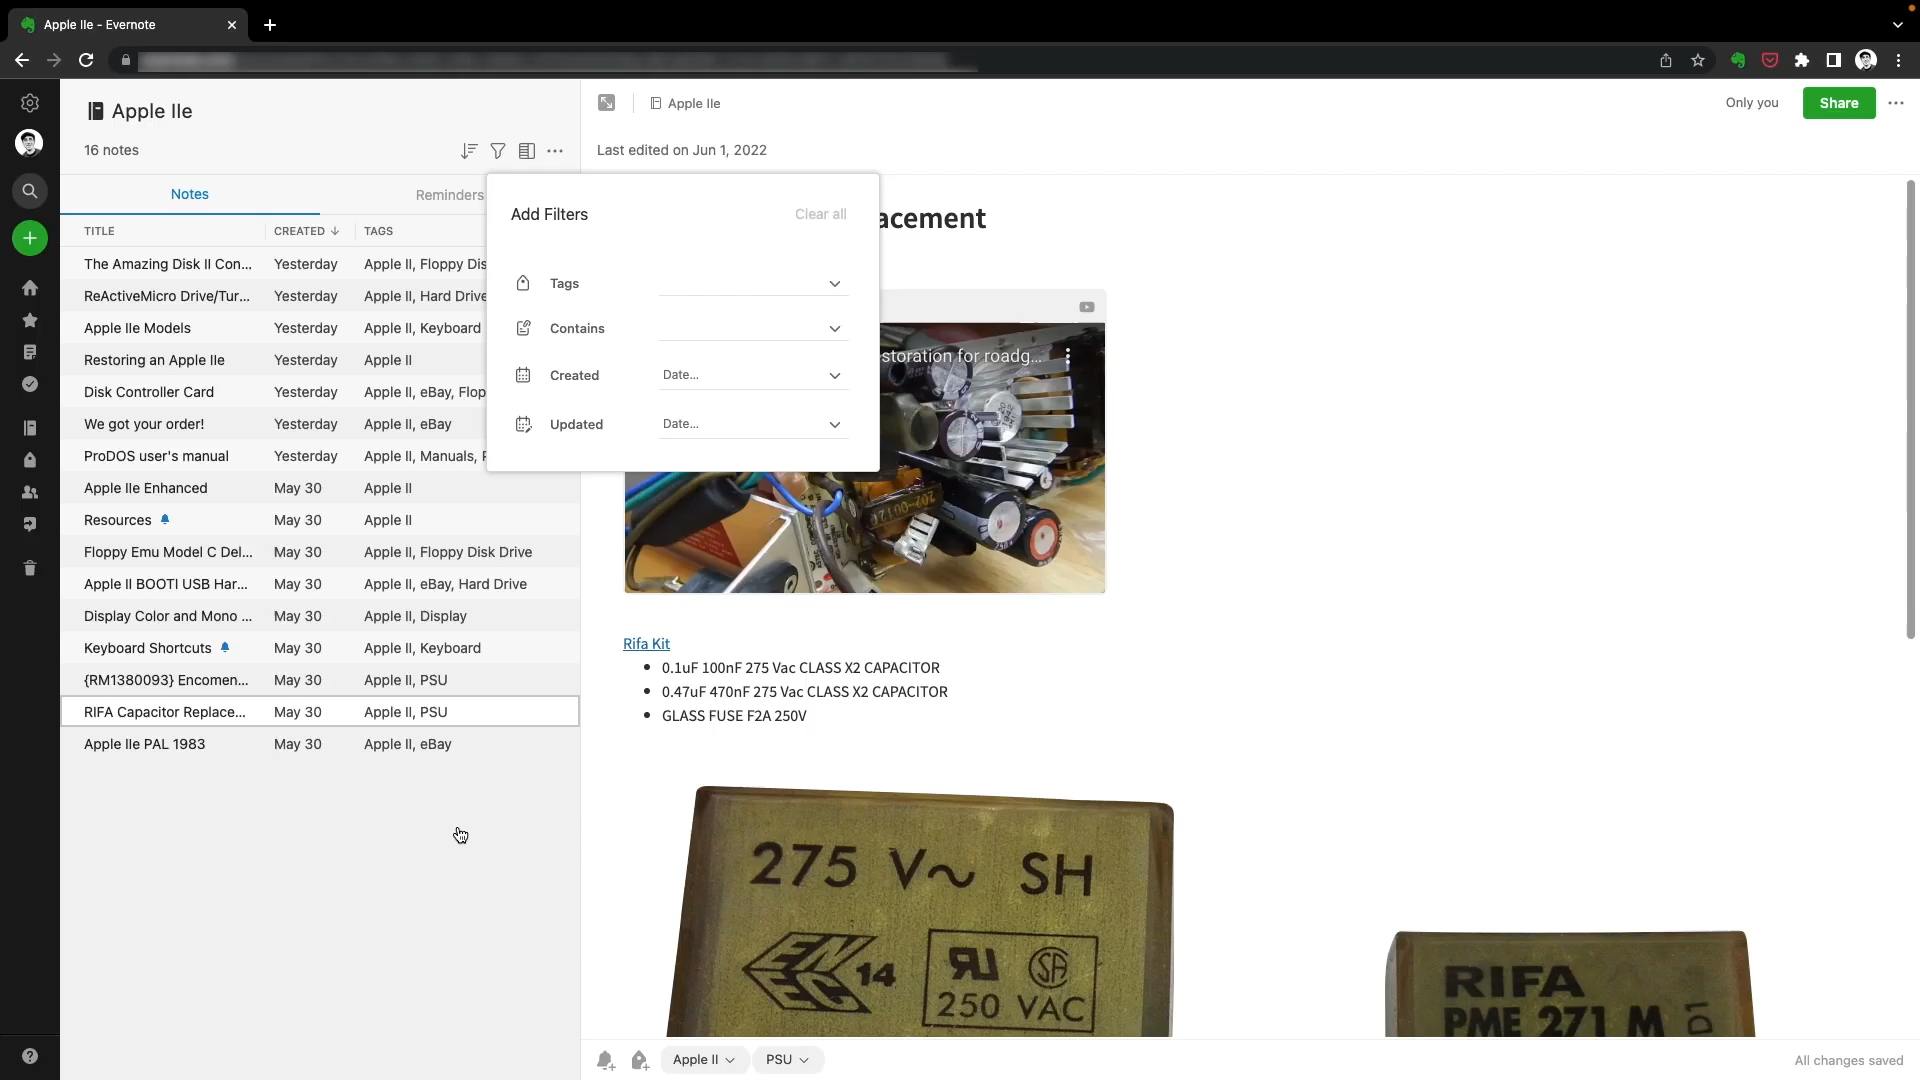 Apple IIe - Evernote
Apple IIe
16 notes
Notes
Reminders
TITLE CREATED TAGS
The Amazing Disk II Con... Yesterday Apple II, Floppy Dis
ReActiveMicro Drive/Tur... Yesterday Apple II, Hard Drive
Apple IIe Models Yesterday Apple II, Keyboard
Restoring an Apple IIe Yesterday Apple II
Disk Controller Card Yesterday Apple II, eBay, Flop
We got your order! Yesterday Apple II, eBay
ProDOS user's manual Yesterday Apple II, Manuals,
Apple IIe Enhanced May 30 Apple II
Resources May 30 Apple II
Floppy Emu Model C Del... May 30 Apple II, Floppy Disk Drive
Apple II BOOTI USB Har... May 30 Apple II, eBay, Hard Drive
Display Color and Mono ... May 30 Apple II, Display
Keyboard Shortcuts May 30 Apple II, Keyboard
{RM1380093} Encomen... May 30 Apple II, PSU
RIFA Capacitor Replace... May 30 Apple II, PSU
Apple IIe PAL 1983 May 30 Apple II, eBay
Add Filters Clear all
Tags
Contains
Created Date...
Updated Date...
Apple IIe
Only you
Share
Last edited on Jun 1, 2022
acement
storation for roadg...
Rifa Kit
• 0.1uF 100nF 275 Vac CLASS X2 CAPACITOR
• 0.47uF 470nF 275 Vac CLASS X2 CAPACITOR
• GLASS FUSE F2A 250V
275 V~ SH
14
250 VAC
RIFA
PME 271 M
Apple II PSU
All changes saved